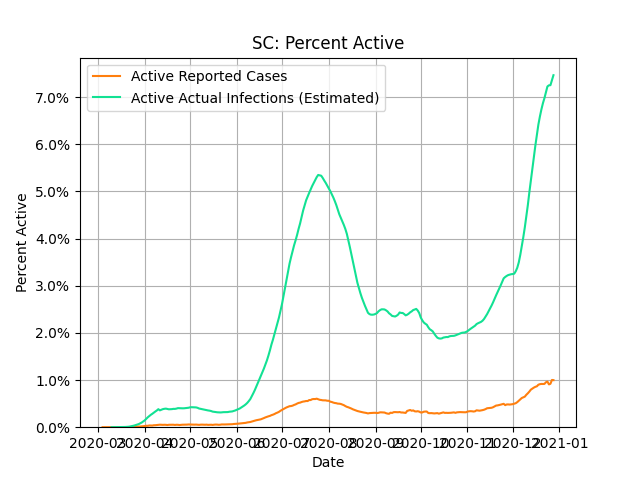 SC: Percent Active
Active Reported Cases
Active Actual Infections (Estimated)
7.0%
6.0%
5.0%
4.0%
3.0%
2.0%
1.0%
0.0%
Percent Active
2020-03 2020-04 2020-05 2020-06 2020-07 2020-08 2020-09 2020-10 2020-11 2020-12 2021-01
Date